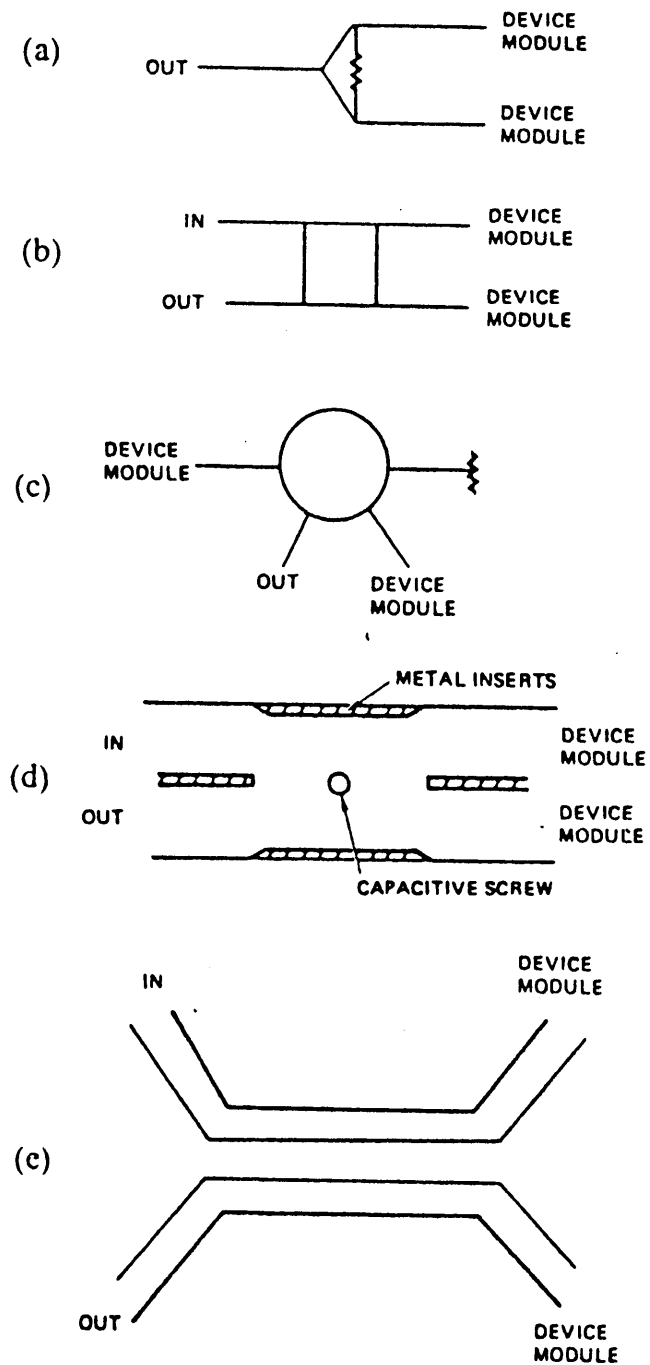 (a)
OUT
DEVICE
MODULE
DEVICE
MODULE
(b)
IN
OUT
DEVICE
MODULE
DEVICE
MODULE
(c)
DEVICE
MODULE
OUT
DEVICE
MODULE
(d)
METAL INSERTS
IN
OUT
DEVICE
MODULE
DEVICE
MODULE
CAPACITIVE SCREW
(e)
IN
DEVICE
MODULE
OUT
DEVICE
MODULE